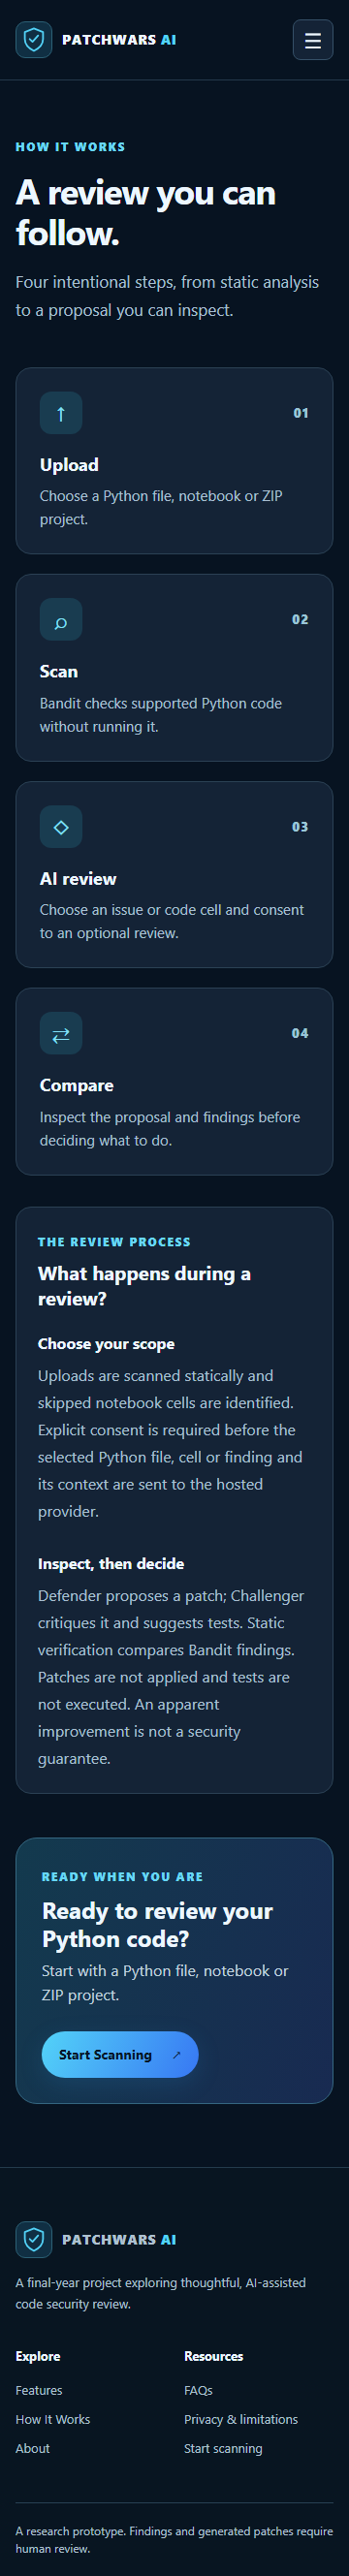 PATCHWARS AI
HOW IT WORKS
A review you can
follow.
Four intentional steps, from static analysis
to a proposal you can inspect.
01
Upload
Choose a Python file, notebook or ZIP
project.
02
Scan
Bandit checks supported Python code
without running it.
03
AI review
Choose an issue or code cell and consent
to an optional review.
04
Compare
Inspect the proposal and findings before
deciding what to do.
THE REVIEW PROCESS
What happens during a
review?
Choose your scope
Uploads are scanned statically and
skipped notebook cells are identified.
Explicit consent is required before the
selected Python file, cell or finding and
its context are sent to the hosted
provider.
Inspect, then decide
Defender proposes a patch; Challenger
critiques it and suggests tests. Static
verification compares Bandit findings.
Patches are not applied and tests are
not executed. An apparent
improvement is not a security
guarantee.
READY WHEN YOU ARE
Ready to review your
Python code?
Start with a Python file, notebook or
ZIP project.
Start Scanning ↗
PATCHWARS AI
A final-year project exploring thoughtful, AI-assisted
code security review.
Explore
Features
How It Works
About
Resources
FAQs
Privacy & limitations
Start scanning
A research prototype. Findings and generated patches require
human review.